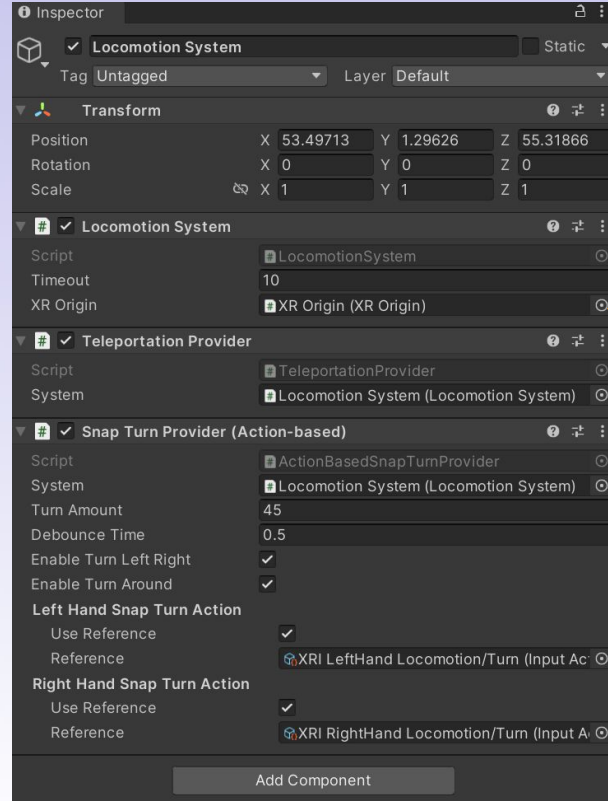 Inspector
Locomotion System Static
Tag Untagged Layer Default
Transform
Position X 53.49713 Y 1.29626 Z 55.31866
Rotation X 0 Y 0 Z 0
Scale X 1 Y 1 Z 1
# Locomotion System
Script # LocomotionSystem
Timeout 10
XR Origin # XR Origin (XR Origin)
# Teleportation Provider
Script # TeleportationProvider
System # Locomotion System (Locomotion System)
# Snap Turn Provider (Action-based)
Script # ActionBasedSnapTurnProvider
System # Locomotion System (Locomotion System)
Turn Amount 45
Debounce Time 0.5
Enable Turn Left Right
Enable Turn Around
Left Hand Snap Turn Action
Use Reference
Reference XRI LeftHand Locomotion/Turn (Input Ac
Right Hand Snap Turn Action
Use Reference
Reference XRI RightHand Locomotion/Turn (Input A
Add Component